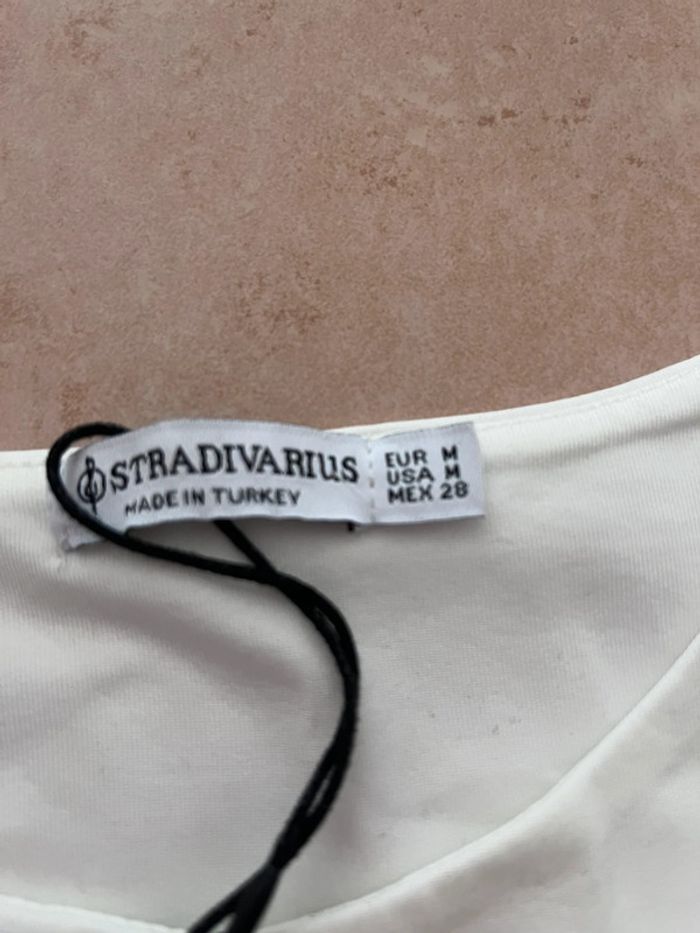 STRADIVARIUS
MADE IN TURKEY
EUR M
USA M
MEX 28